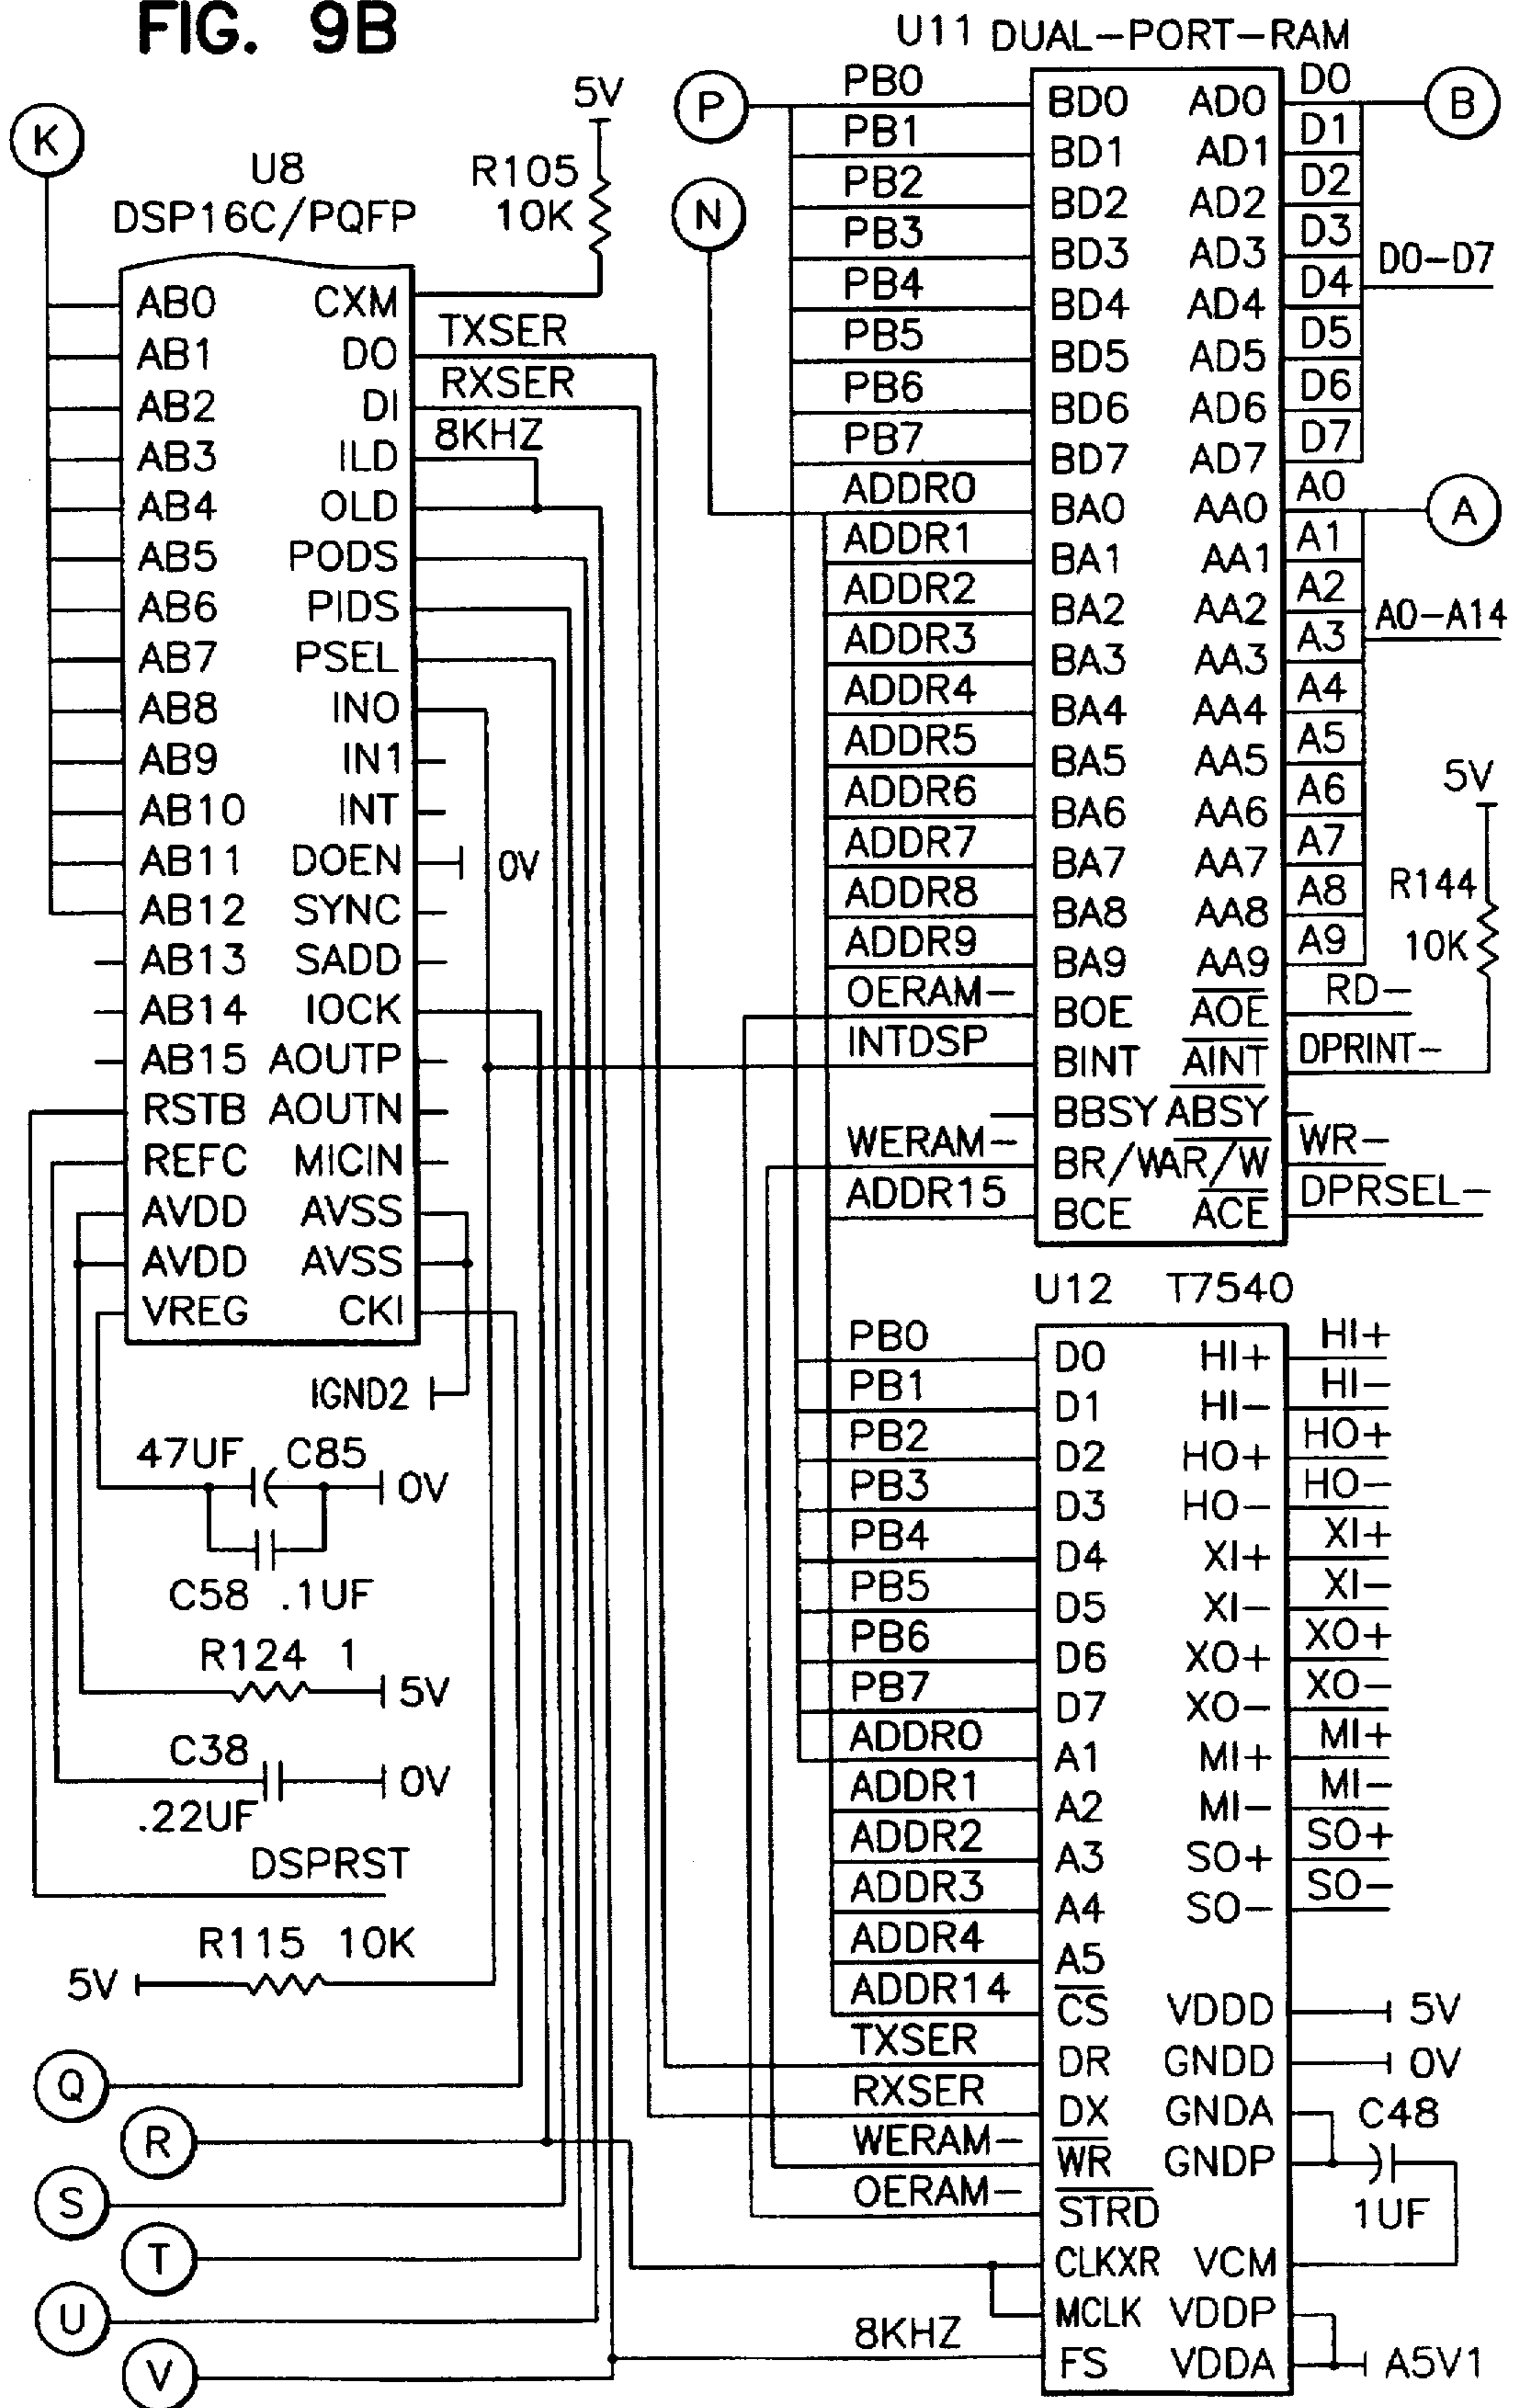 FIG. 9B
K
U8
DSP16C/PQFP
5V
R105
10K
AB0 CXM
AB1 DO
AB2 DI
AB3 ILD
AB4 OLD
AB5 PODS
AB6 PIDS
AB7 PSEL
AB8 IN0
AB9 IN1
AB10 INT
AB11 DOEN
AB12 SYNC
AB13 SADD
AB14 IOCK
AB15 AOUTP
RSTB AOUTN
REFC MICIN
AVDD AVSS
AVDD AVSS
VREG CKI
TXSER
RXSER
8KHZ
0V
IGND2
47UF C85
0V
C58 .1UF
R124 1
5V
C38
0V
.22UF
DSPRST
R115 10K
5V
Q
R
S
T
U
V
U11 DUAL-PORT-RAM
P
N
PB0 BD0 AD0 D0
B
PB1 BD1 AD1 D1
PB2 BD2 AD2 D2
PB3 BD3 AD3 D3
D0-D7
PB4 BD4 AD4 D4
PB5 BD5 AD5 D5
PB6 BD6 AD6 D6
PB7 BD7 AD7 D7
ADDR0 BA0 AA0 A0
A
ADDR1 BA1 AA1 A1
ADDR2 BA2 AA2 A2
A0-A14
ADDR3 BA3 AA3 A3
ADDR4 BA4 AA4 A4
ADDR5 BA5 AA5 A5
5V
ADDR6 BA6 AA6 A6
ADDR7 BA7 AA7 A7
R144
ADDR8 BA8 AA8 A8
10K
ADDR9 BA9 AA9 A9
OERAM- BOE AOE RD-
INTDSP BINT AINT DPRINT-
BBSY ABSY
WERAM- BR/W AR/W WR-
ADDR15 BCE ACE DPRSEL-
U12 T7540
PB0 D0 HI+ HI+
PB1 D1 HI- HI-
PB2 D2 HO+ HO+
PB3 D3 HO- HO-
PB4 D4 XI+ XI+
PB5 D5 XI- XI-
PB6 D6 XO+ XO+
PB7 D7 XO- XO-
ADDR0 A1 MI+ MI+
ADDR1 A2 MI- MI-
ADDR2 A3 SO+ SO+
ADDR3 A4 SO- SO-
ADDR4 A5
ADDR14 CS VDDD 5V
TXSER DR GNDD 0V
RXSER DX GNDA C48
WERAM- WR GNDP
OERAM- STRD 1UF
CLKXR VCM
MCLK VDDP
8KHZ FS VDDA A5V1